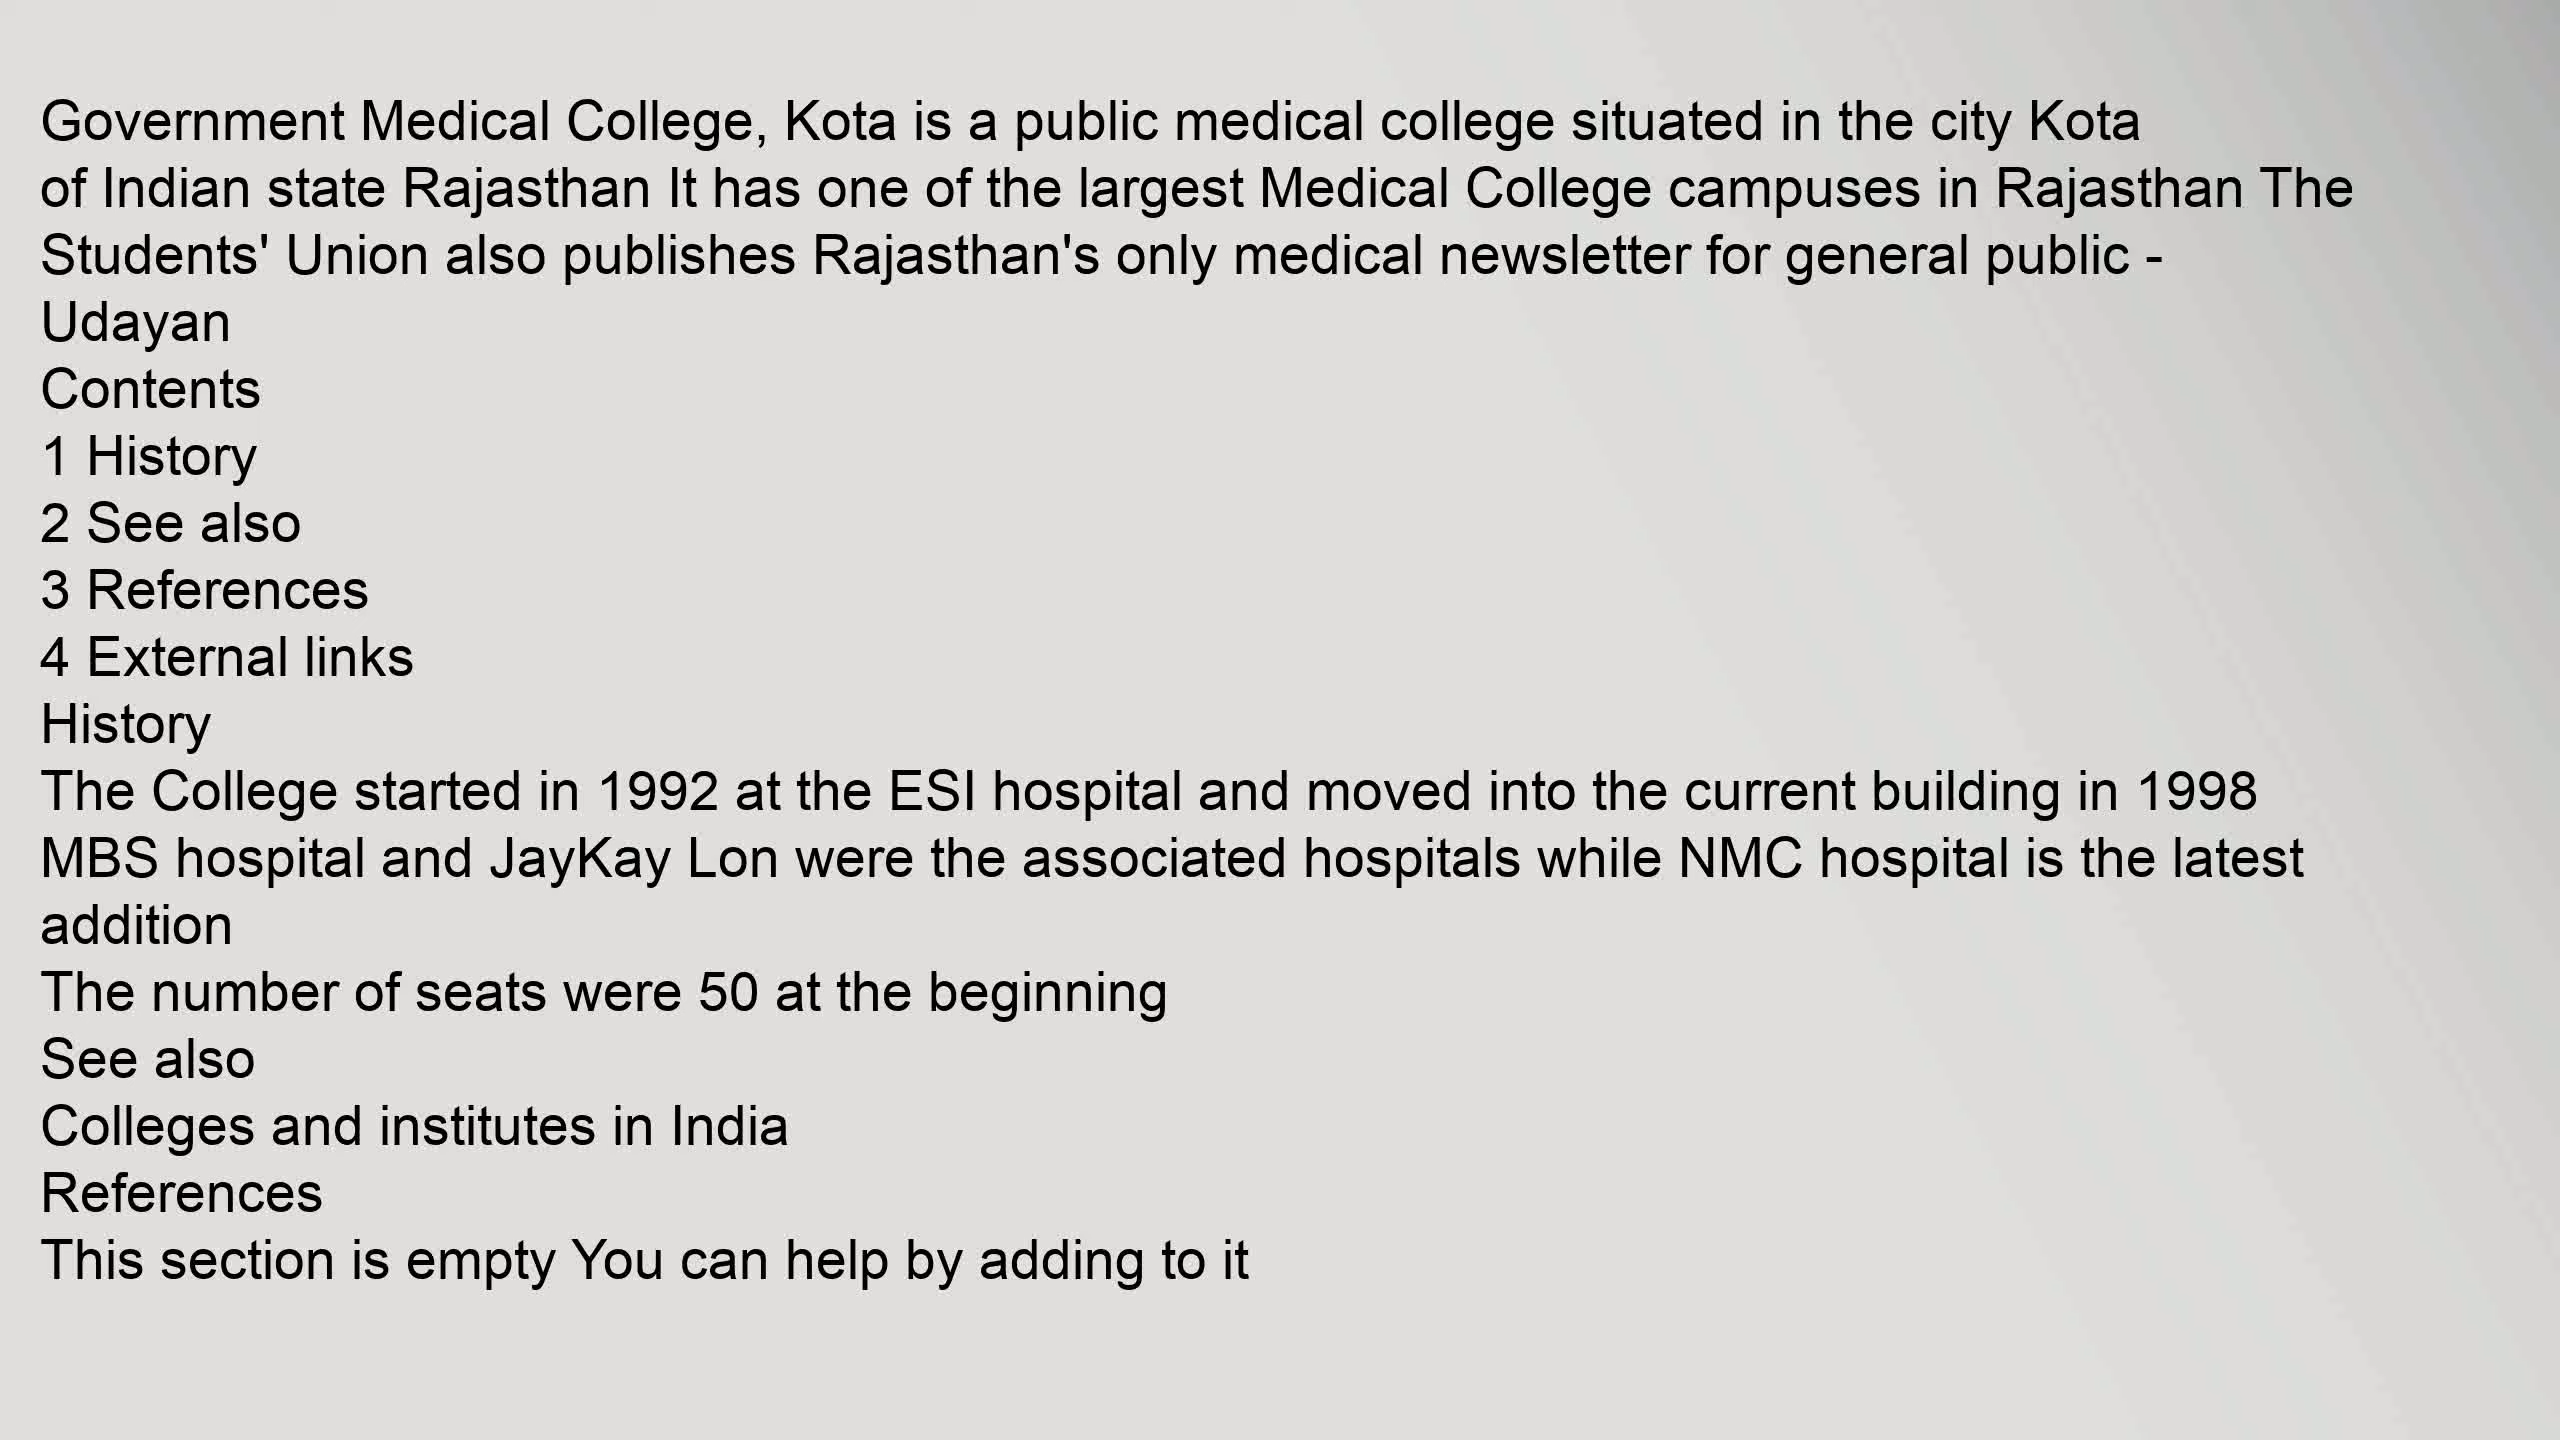 Government Medical College, Kota is a public medical college situated in the city Kota
of Indian state Rajasthan It has one of the largest Medical College campuses in Rajasthan The
Students' Union also publishes Rajasthan's only medical newsletter for general public -
Udayan
Contents
1 History
2 See also
3 References
4 External links
History
The College started in 1992 at the ESI hospital and moved into the current building in 1998
MBS hospital and JayKay Lon were the associated hospitals while NMC hospital is the latest
addition
The number of seats were 50 at the beginning
See also
Colleges and institutes in India
References
This section is empty You can help by adding to it